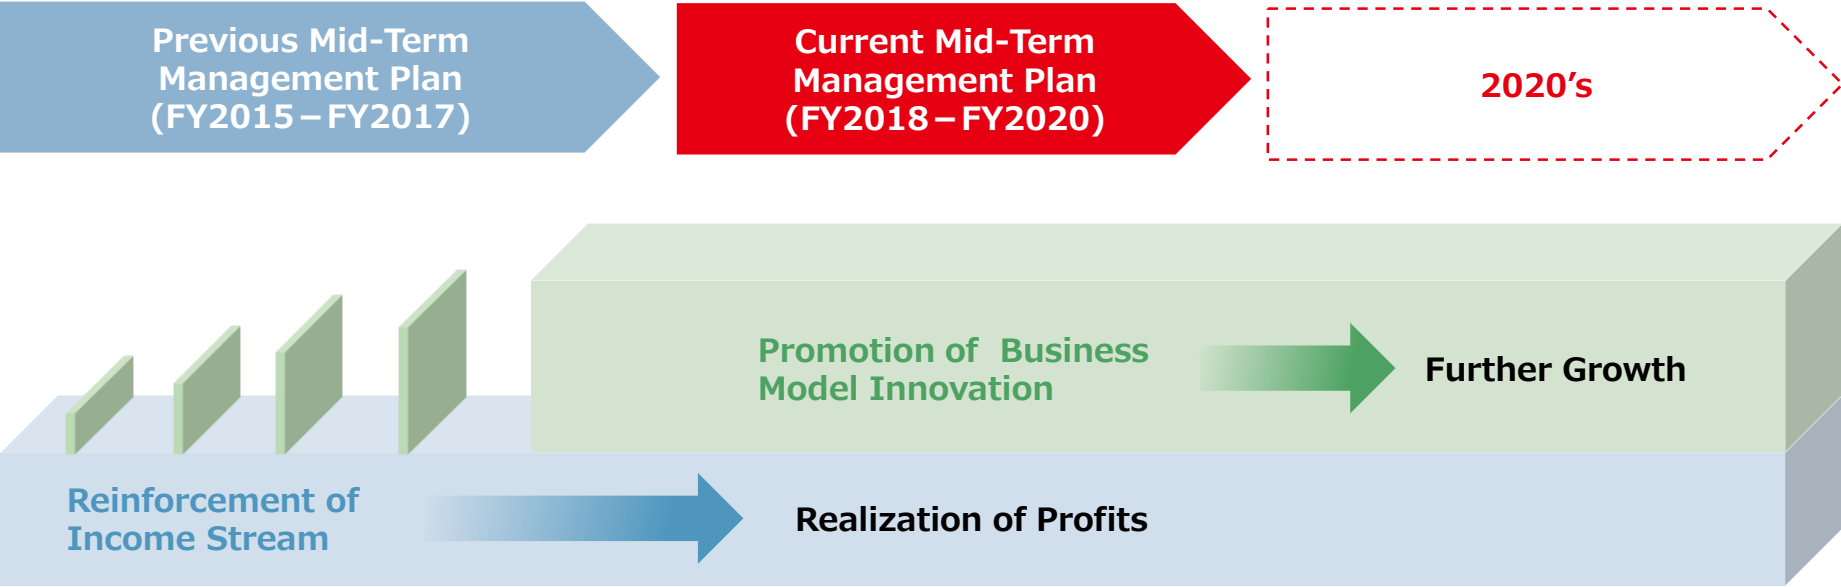 Previous Mid-Term
Management Plan
(FY2015－FY2017)
Current Mid-Term
Management Plan
(FY2018－FY2020)
2020’s
Promotion of Business
Model Innovation
Further Growth
Reinforcement of
Income Stream
Realization of Profits